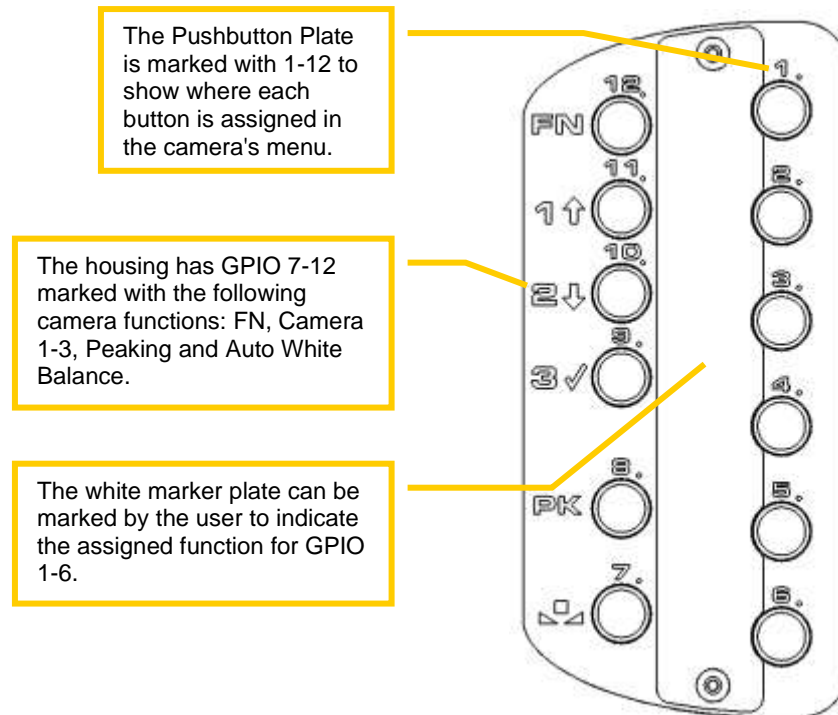 The Pushbutton Plate
is marked with 1-12 to
show where each
button is assigned in
the camera's menu.
The housing has GPIO 7-12
marked with the following
camera functions: FN, Camera
1-3, Peaking and Auto White
Balance.
The white marker plate can be
marked by the user to indicate
the assigned function for GPIO
1-6.
12.
FN
11.
1
10.
2
9.
3
8.
PK
7.
1.
2.
3.
4.
5.
6.